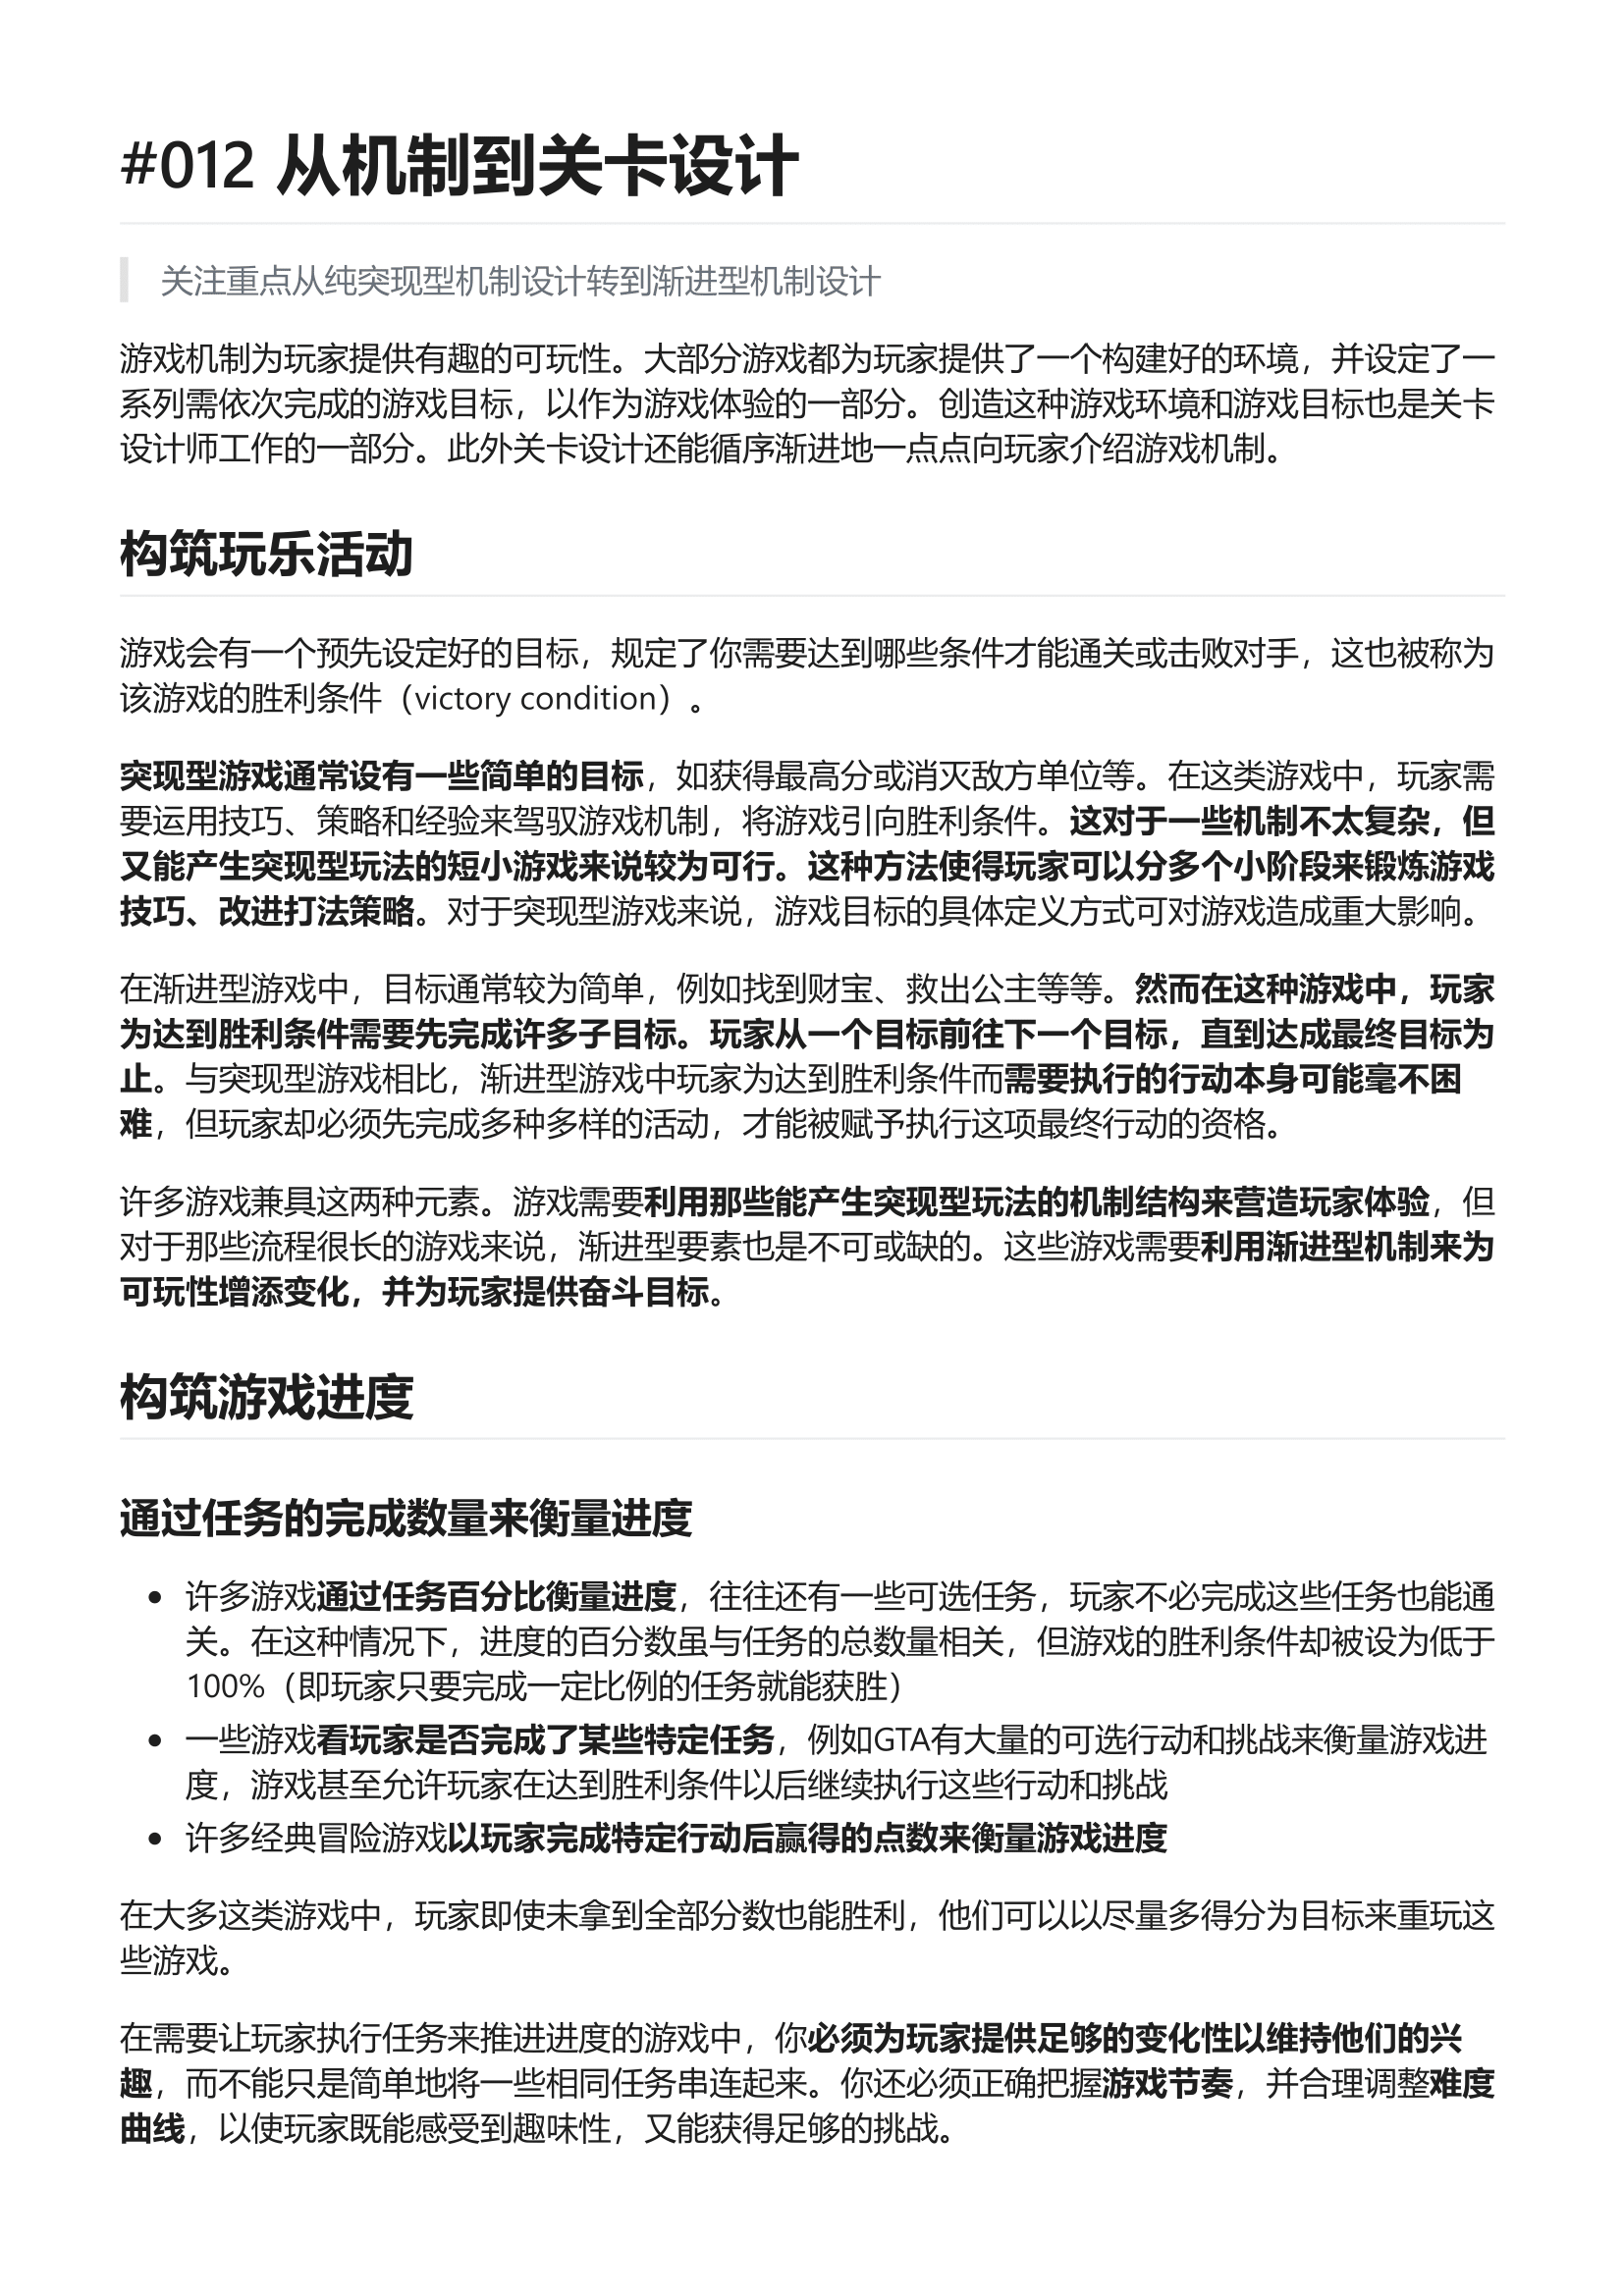 #012 从机制到关卡设计
关注重点从纯突现型机制设计转到渐进型机制设计
游戏机制为玩家提供有趣的可玩性。大部分游戏都为玩家提供了一个构建好的环境，并设定了一
系列需依次完成的游戏目标，以作为游戏体验的一部分。创造这种游戏环境和游戏目标也是关卡
设计师工作的一部分。此外关卡设计还能循序渐进地一点点向玩家介绍游戏机制。
构筑玩乐活动
游戏会有一个预先设定好的目标，规定了你需要达到哪些条件才能通关或击败对手，这也被称为
该游戏的胜利条件（victory condition）。
突现型游戏通常设有一些简单的目标，如获得最高分或消灭敌方单位等。在这类游戏中，玩家需
要运用技巧、策略和经验来驾驭游戏机制，将游戏引向胜利条件。这对于一些机制不太复杂，但
又能产生突现型玩法的短小游戏来说较为可行。这种方法使得玩家可以分多个小阶段来锻炼游戏
技巧、改进打法策略。对于突现型游戏来说，游戏目标的具体定义方式可对游戏造成重大影响。
在渐进型游戏中，目标通常较为简单，例如找到财宝、救出公主等等。然而在这种游戏中，玩家
为达到胜利条件需要先完成许多子目标。玩家从一个目标前往下一个目标，直到达成最终目标为
止。与突现型游戏相比，渐进型游戏中玩家为达到胜利条件而需要执行的行动本身可能毫不困
难，但玩家却必须先完成多种多样的活动，才能被赋予执行这项最终行动的资格。
许多游戏兼具这两种元素。游戏需要利用那些能产生突现型玩法的机制结构来营造玩家体验，但
对于那些流程很长的游戏来说，渐进型要素也是不可或缺的。这些游戏需要利用渐进型机制来为
可玩性增添变化，并为玩家提供奋斗目标。
构筑游戏进度
通过任务的完成数量来衡量进度
• 许多游戏通过任务百分比衡量进度，往往还有一些可选任务，玩家不必完成这些任务也能通
关。在这种情况下，进度的百分数虽与任务的总数量相关，但游戏的胜利条件却被设为低于
100%（即玩家只要完成一定比例的任务就能获胜）
• 一些游戏看玩家是否完成了某些特定任务，例如GTA有大量的可选行动和挑战来衡量游戏进
度，游戏甚至允许玩家在达到胜利条件以后继续执行这些行动和挑战
• 许多经典冒险游戏以玩家完成特定行动后赢得的点数来衡量游戏进度
在大多这类游戏中，玩家即使未拿到全部分数也能胜利，他们可以以尽量多得分为目标来重玩这
些游戏。
在需要让玩家执行任务来推进进度的游戏中，你必须为玩家提供足够的变化性以维持他们的兴
趣，而不能只是简单地将一些相同任务串连起来。你还必须正确把握游戏节奏，并合理调整难度
曲线，以使玩家既能感受到趣味性，又能获得足够的挑战。